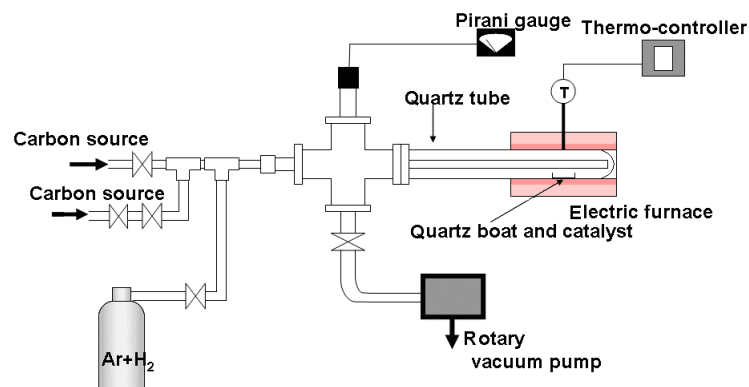 Pirani gauge
Thermo-controller
T
Quartz tube
Carbon source
Carbon source
Electric furnace
Quartz boat and catalyst
Ar+H₂
Rotary
vacuum pump